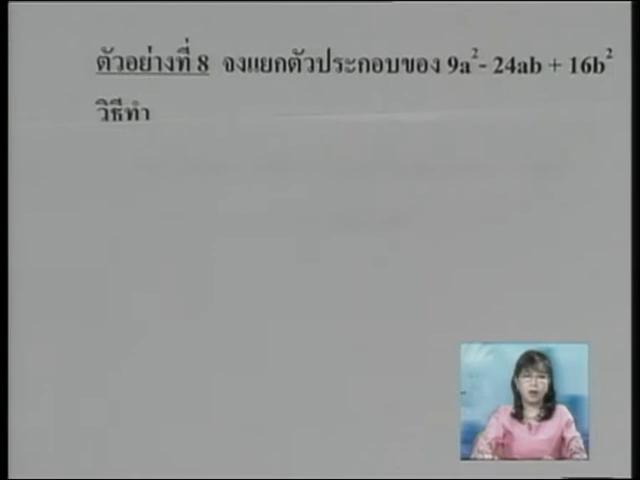 ตัวอย่างที่ 8 จงแยกตัวประกอบของ 9a²- 24ab + 16b²
วิธีทำ